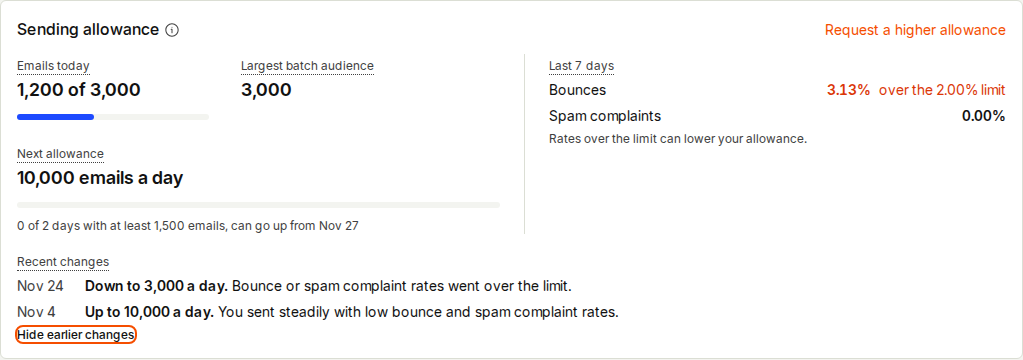 Sending allowance
Request a higher allowance
Emails today
1,200 of 3,000
Largest batch audience
3,000
Next allowance
10,000 emails a day
0 of 2 days with at least 1,500 emails, can go up from Nov 27
Last 7 days
Bounces 3.13% over the 2.00% limit
Spam complaints 0.00%
Rates over the limit can lower your allowance.
Recent changes
Nov 24 Down to 3,000 a day. Bounce or spam complaint rates went over the limit.
Nov 4 Up to 10,000 a day. You sent steadily with low bounce and spam complaint rates.
Hide earlier changes